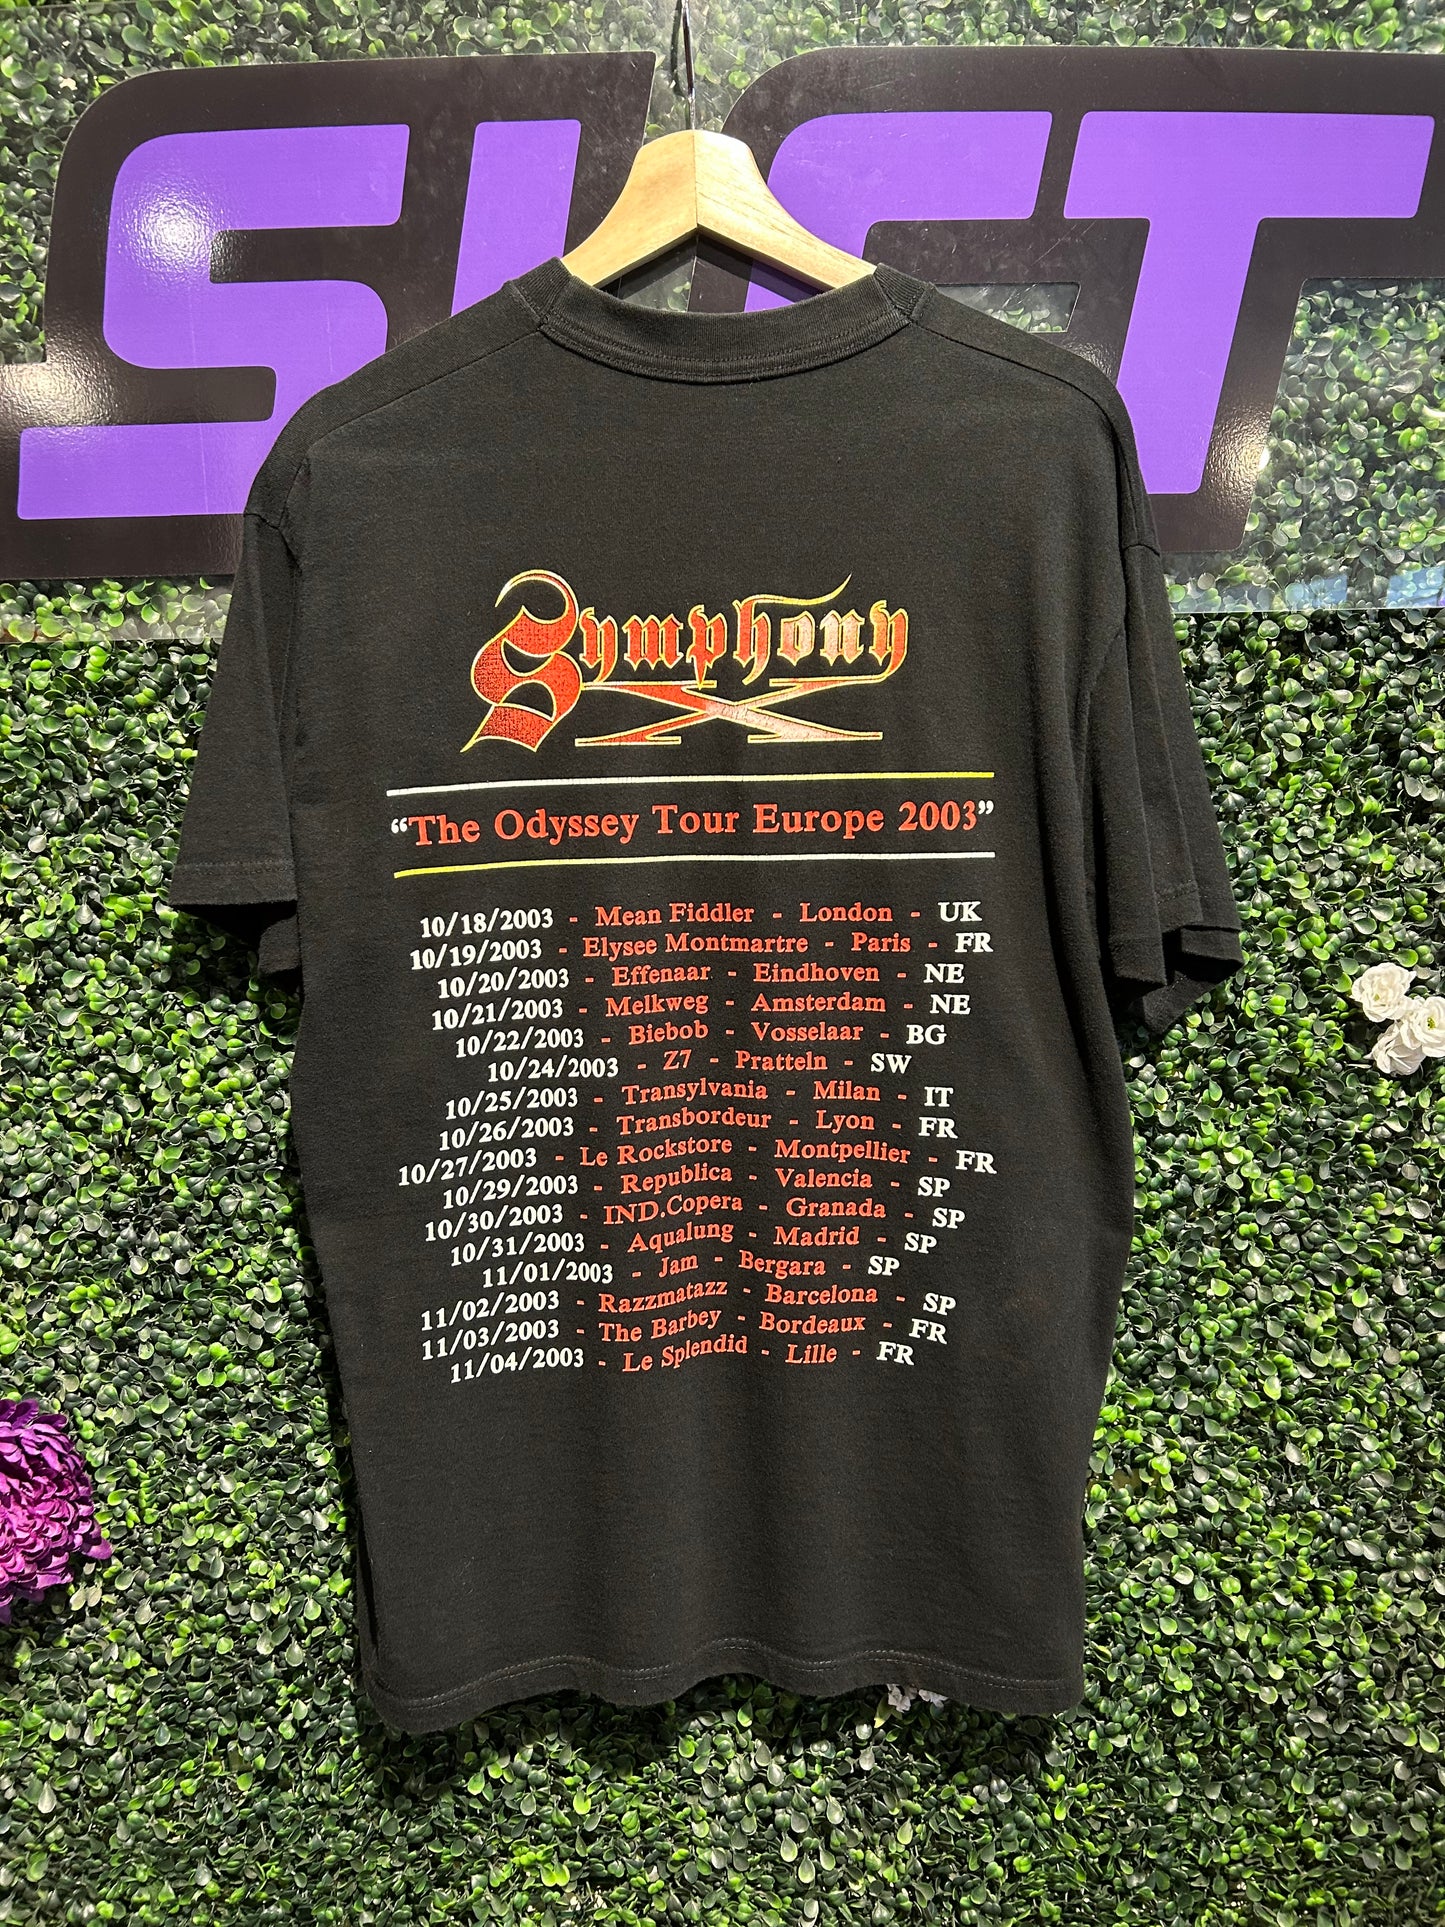 SLFT
Symphony
X
“The Odyssey Tour Europe 2003”
10/18/2003 - Mean Fiddler - London - UK
10/19/2003 - Elysee Montmartre - Paris - FR
10/20/2003 - Effenaar - Eindhoven - NE
10/21/2003 - Melkweg - Amsterdam - NE
10/22/2003 - Biebob - Vosselaar - BG
10/24/2003 - Z7 - Pratteln - SW
10/25/2003 - Transylvania - Milan - IT
10/26/2003 - Transbordeur - Lyon - FR
10/27/2003 - Le Rockstore - Montpellier - FR
10/29/2003 - Republica - Valencia - SP
10/30/2003 - IND.Copera - Granada - SP
10/31/2003 - Aqualung - Madrid - SP
11/01/2003 - Jam - Bergara - SP
11/02/2003 - Razzmatazz - Barcelona - SP
11/03/2003 - The Barbey - Bordeaux - FR
11/04/2003 - Le Splendid - Lille - FR